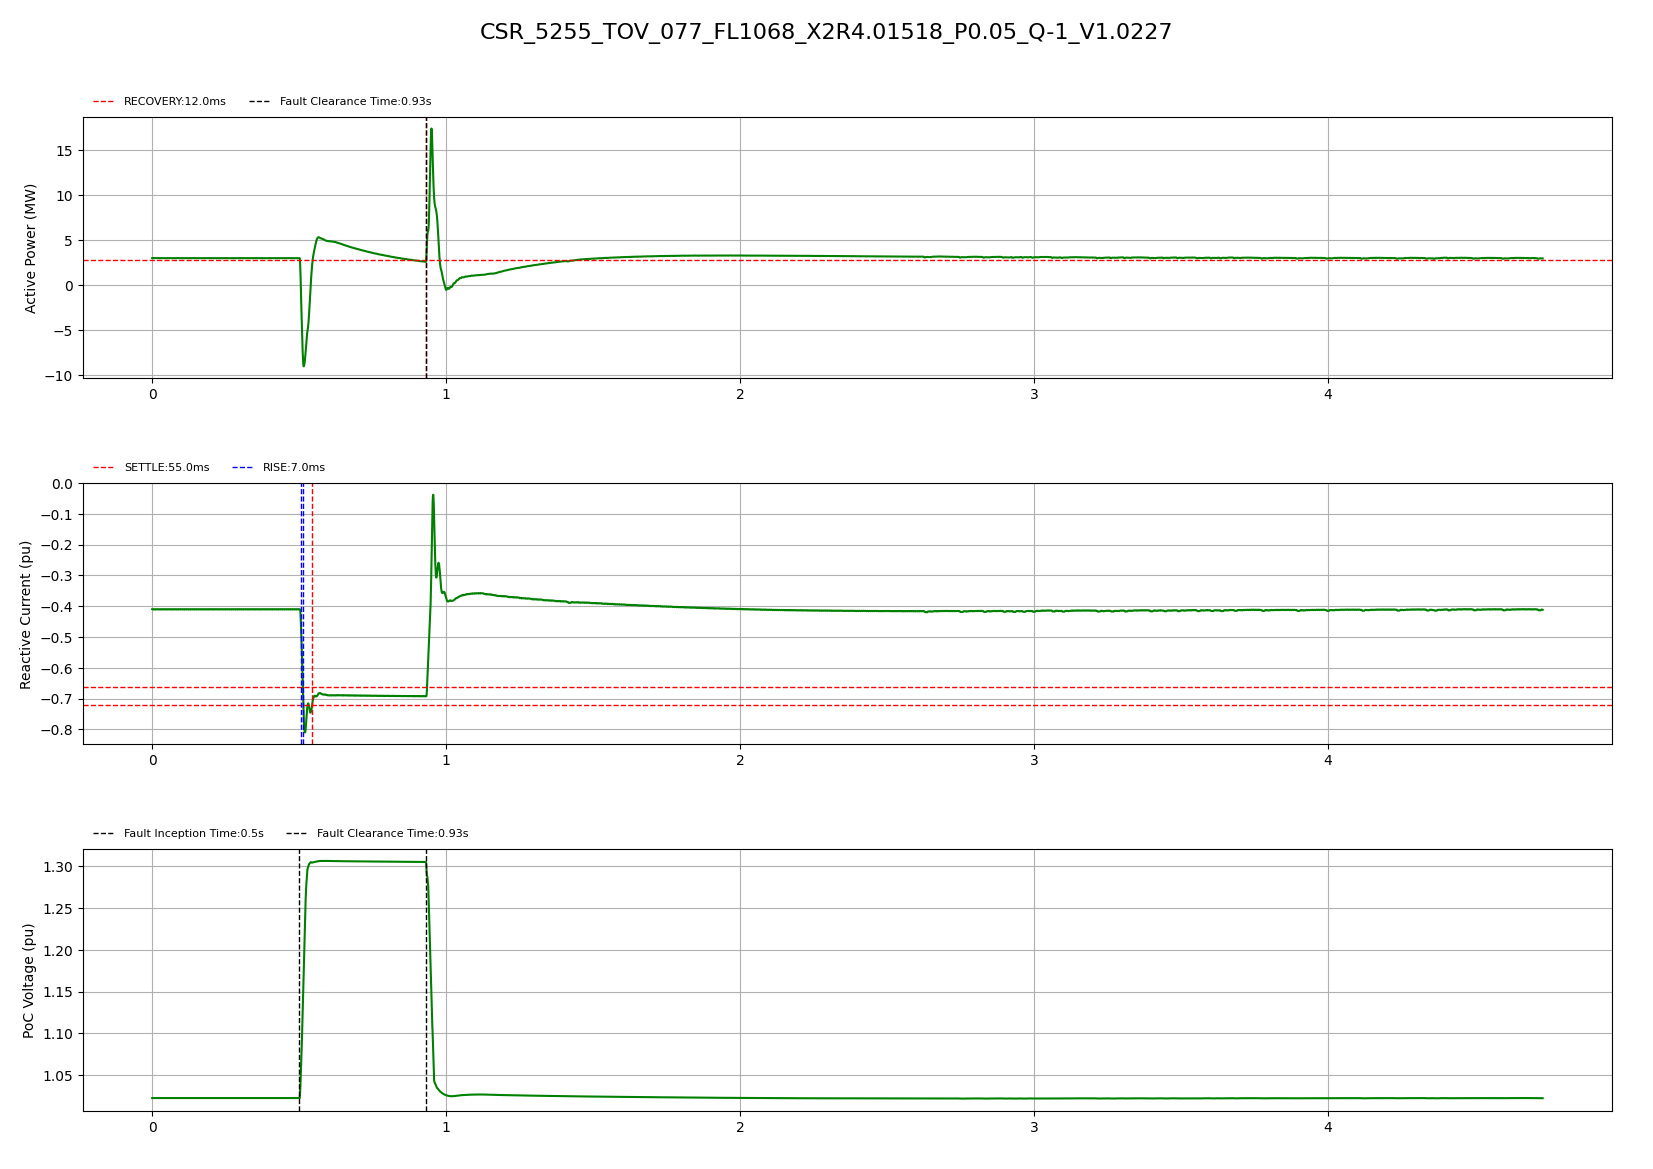 CSR_5255_TOV_077_FL1068_X2R4.01518_P0.05_Q-1_V1.0227
RECOVERY:12.0ms Fault Clearance Time:0.93s
Active Power (MW)
15
10
5
0
−5
−10
0 1 2 3 4
SETTLE:55.0ms RISE:7.0ms
Reactive Current (pu)
0.0
−0.1
−0.2
−0.3
−0.4
−0.5
−0.6
−0.7
−0.8
0 1 2 3 4
Fault Inception Time:0.5s Fault Clearance Time:0.93s
PoC Voltage (pu)
1.30
1.25
1.20
1.15
1.10
1.05
0 1 2 3 4